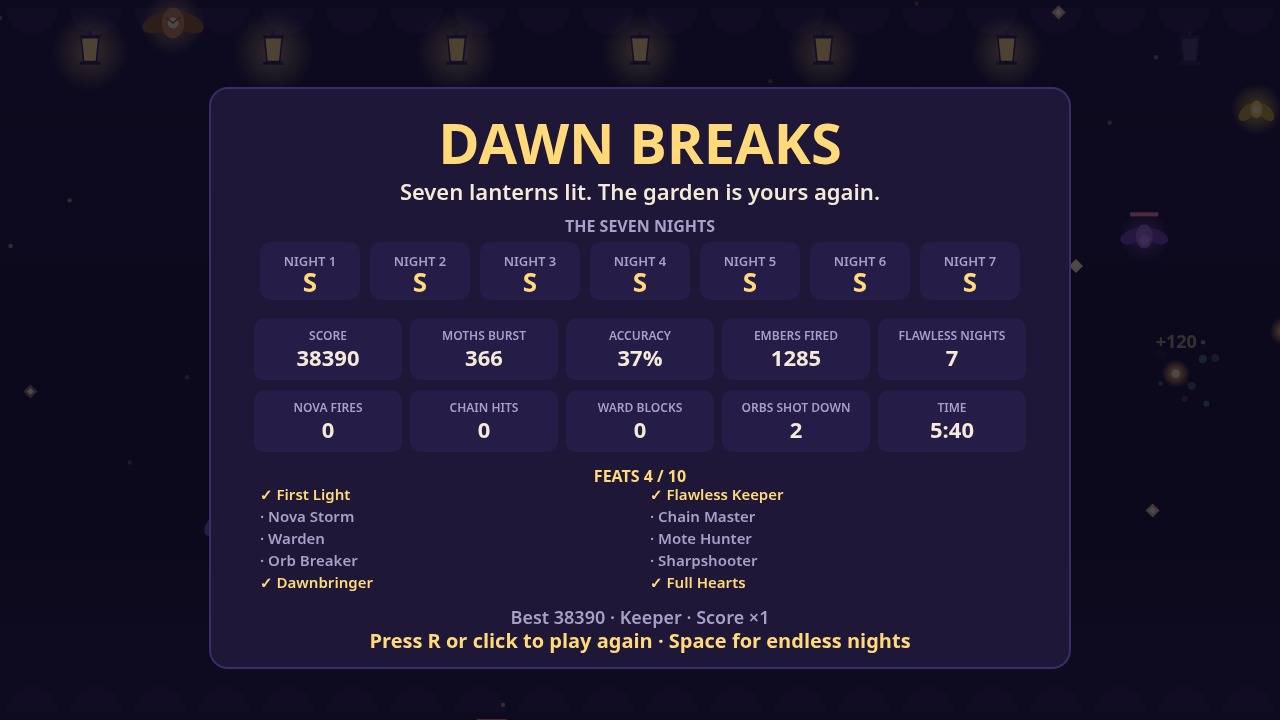 DAWN BREAKS
Seven lanterns lit. The garden is yours again.
THE SEVEN NIGHTS
NIGHT 1 NIGHT 2 NIGHT 3 NIGHT 4 NIGHT 5 NIGHT 6 NIGHT 7
S S S S S S S
SCORE MOTHS BURST ACCURACY EMBERS FIRED FLAWLESS NIGHTS
38390 366 37% 1285 7
+120
NOVA FIRES CHAIN HITS WARD BLOCKS ORBS SHOT DOWN TIME
0 0 0 2 5:40
FEATS 4 / 10
✓ First Light ✓ Flawless Keeper
· Nova Storm · Chain Master
· Warden · Mote Hunter
· Orb Breaker · Sharpshooter
✓ Dawnbringer ✓ Full Hearts
Best 38390 · Keeper · Score ×1
Press R or click to play again · Space for endless nights